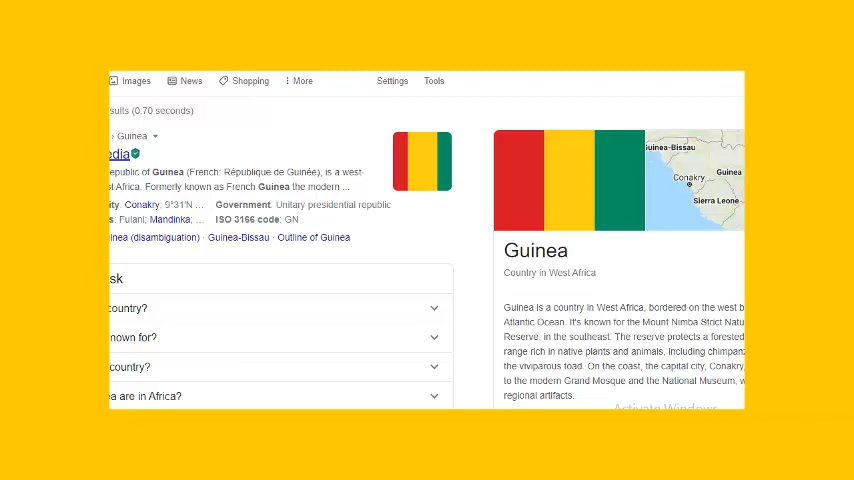 Images News Shopping More Settings Tools
sults (0.70 seconds)
› Guinea
edia
epublic of Guinea (French: République de Guinée), is a west-
st Africa. Formerly known as French Guinea the modern ...
ity: Conakry; 9°31′N ... Government: Unitary presidential republic
s: Fulani; Mandinka; ... ISO 3166 code: GN
inea (disambiguation) · Guinea-Bissau · Outline of Guinea
sk
country?
nown for?
country?
ea are in Africa?
Guinea-Bissau
Guinea
Conakry
Sierra Leone
Guinea
Country in West Africa
Guinea is a country in West Africa, bordered on the west b
Atlantic Ocean. It's known for the Mount Nimba Strict Natu
Reserve, in the southeast. The reserve protects a forested
range rich in native plants and animals, including chimpan
the viviparous toad. On the coast, the capital city, Conakry,
to the modern Grand Mosque and the National Museum, w
regional artifacts.
Activate Windows